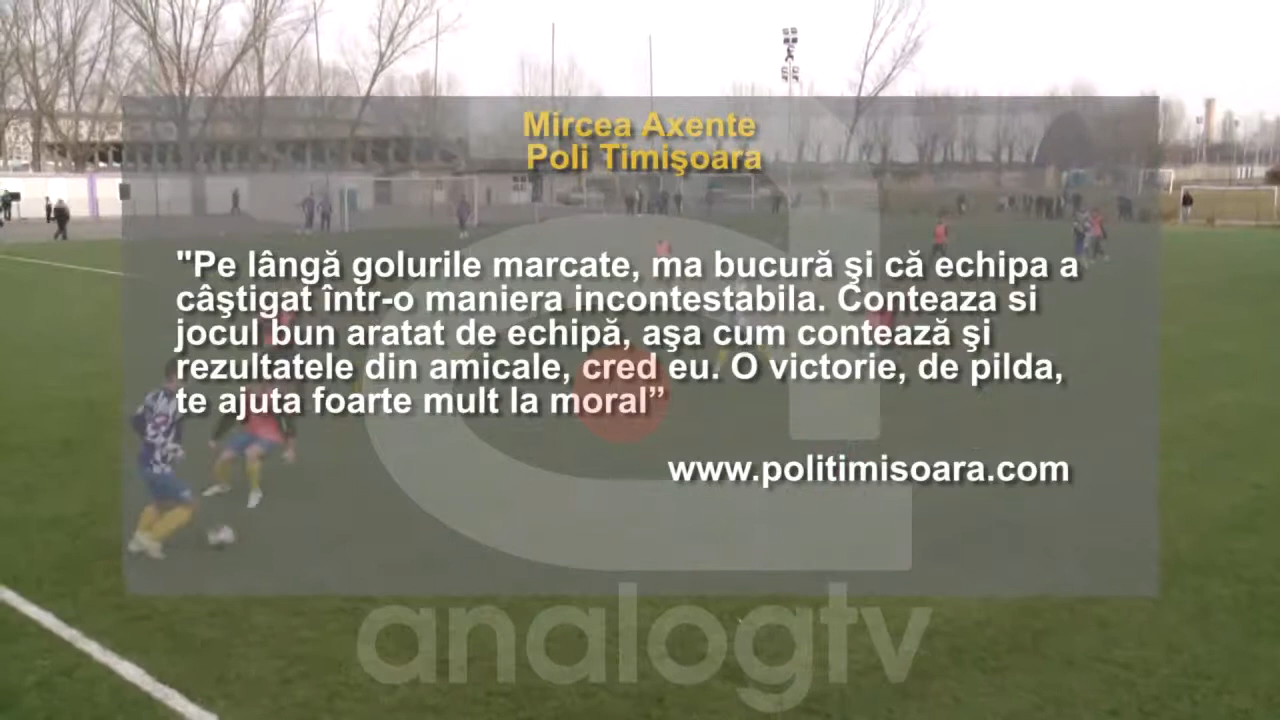 Mircea Axente
Poli Timişoara
"Pe lângă golurile marcate, ma bucură şi că echipa a
câştigat într-o maniera incontestabila. Conteaza si
jocul bun aratat de echipă, aşa cum contează şi
rezultatele din amicale, cred eu. O victorie, de pilda,
te ajuta foarte mult la moral”
www.politimisoara.com
analogtv